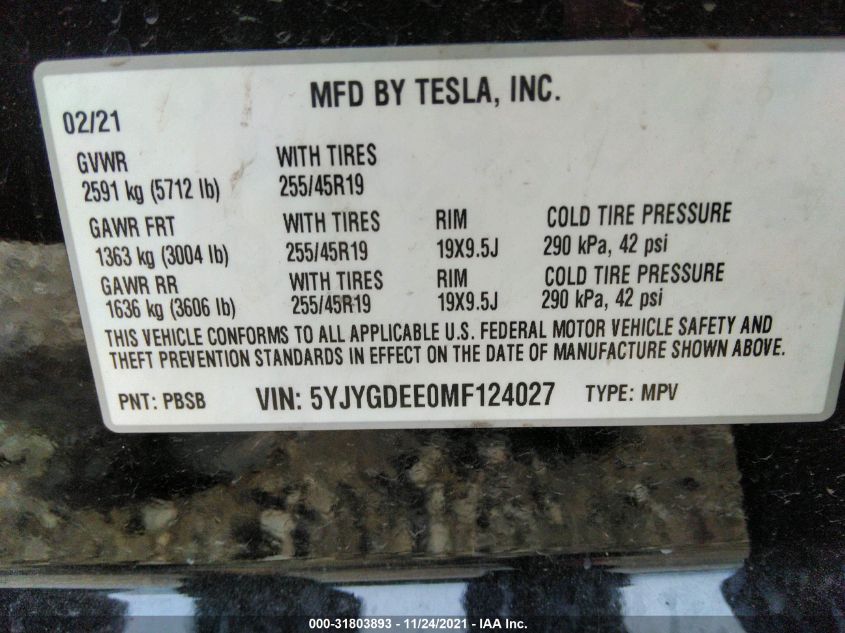 MFD BY TESLA, INC.
02/21
GVWR WITH TIRES
2591 kg (5712 lb) 255/45R19
GAWR FRT WITH TIRES RIM COLD TIRE PRESSURE
1363 kg (3004 lb) 255/45R19 19X9.5J 290 kPa, 42 psi
GAWR RR WITH TIRES RIM COLD TIRE PRESSURE
1636 kg (3606 lb) 255/45R19 19X9.5J 290 kPa, 42 psi
THIS VEHICLE CONFORMS TO ALL APPLICABLE U.S. FEDERAL MOTOR VEHICLE SAFETY AND
THEFT PREVENTION STANDARDS IN EFFECT ON THE DATE OF MANUFACTURE SHOWN ABOVE.
PNT: PBSB VIN: 5YJYGDEE0MF124027 TYPE: MPV
000-31803893 - 11/24/2021 - IAA Inc.